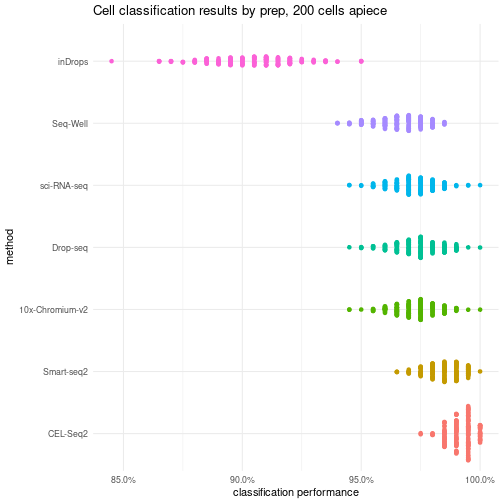 Cell classification results by prep, 200 cells apiece
inDrops
Seq-Well
sci-RNA-seq
Drop-seq
10x-Chromium-v2
Smart-seq2
CEL-Seq2
method
85.0% 90.0% 95.0% 100.0%
classification performance